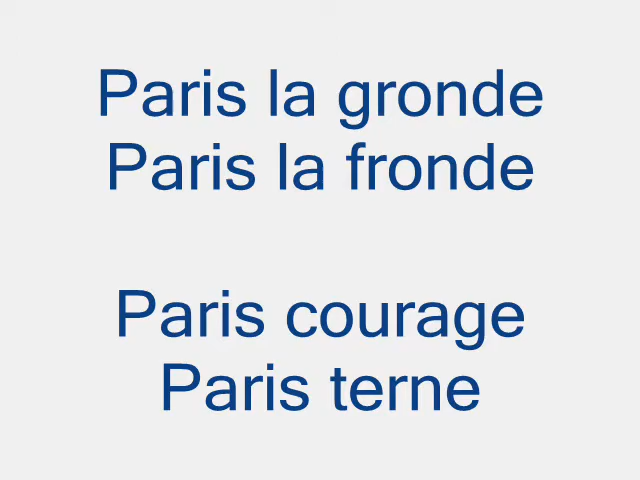 Paris la gronde
Paris la fronde
Paris courage
Paris terne